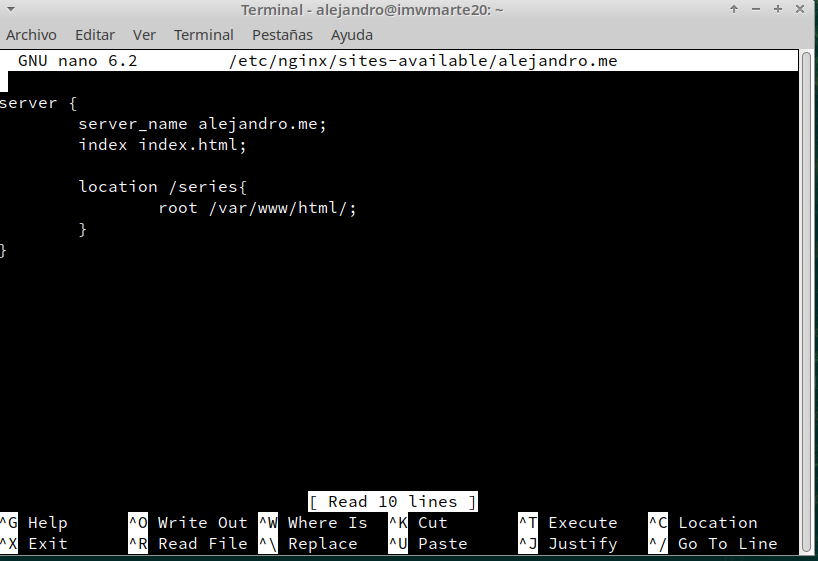 Terminal - alejandro@imwmarte20: ~
Archivo Editar Ver Terminal Pestañas Ayuda
GNU nano 6.2 /etc/nginx/sites-available/alejandro.me
server {
server_name alejandro.me;
index index.html;
location /series{
root /var/www/html/;
}
}
[ Read 10 lines ]
^G Help ^O Write Out ^W Where Is ^K Cut ^T Execute ^C Location
^X Exit ^R Read File ^\ Replace ^U Paste ^J Justify ^/ Go To Line